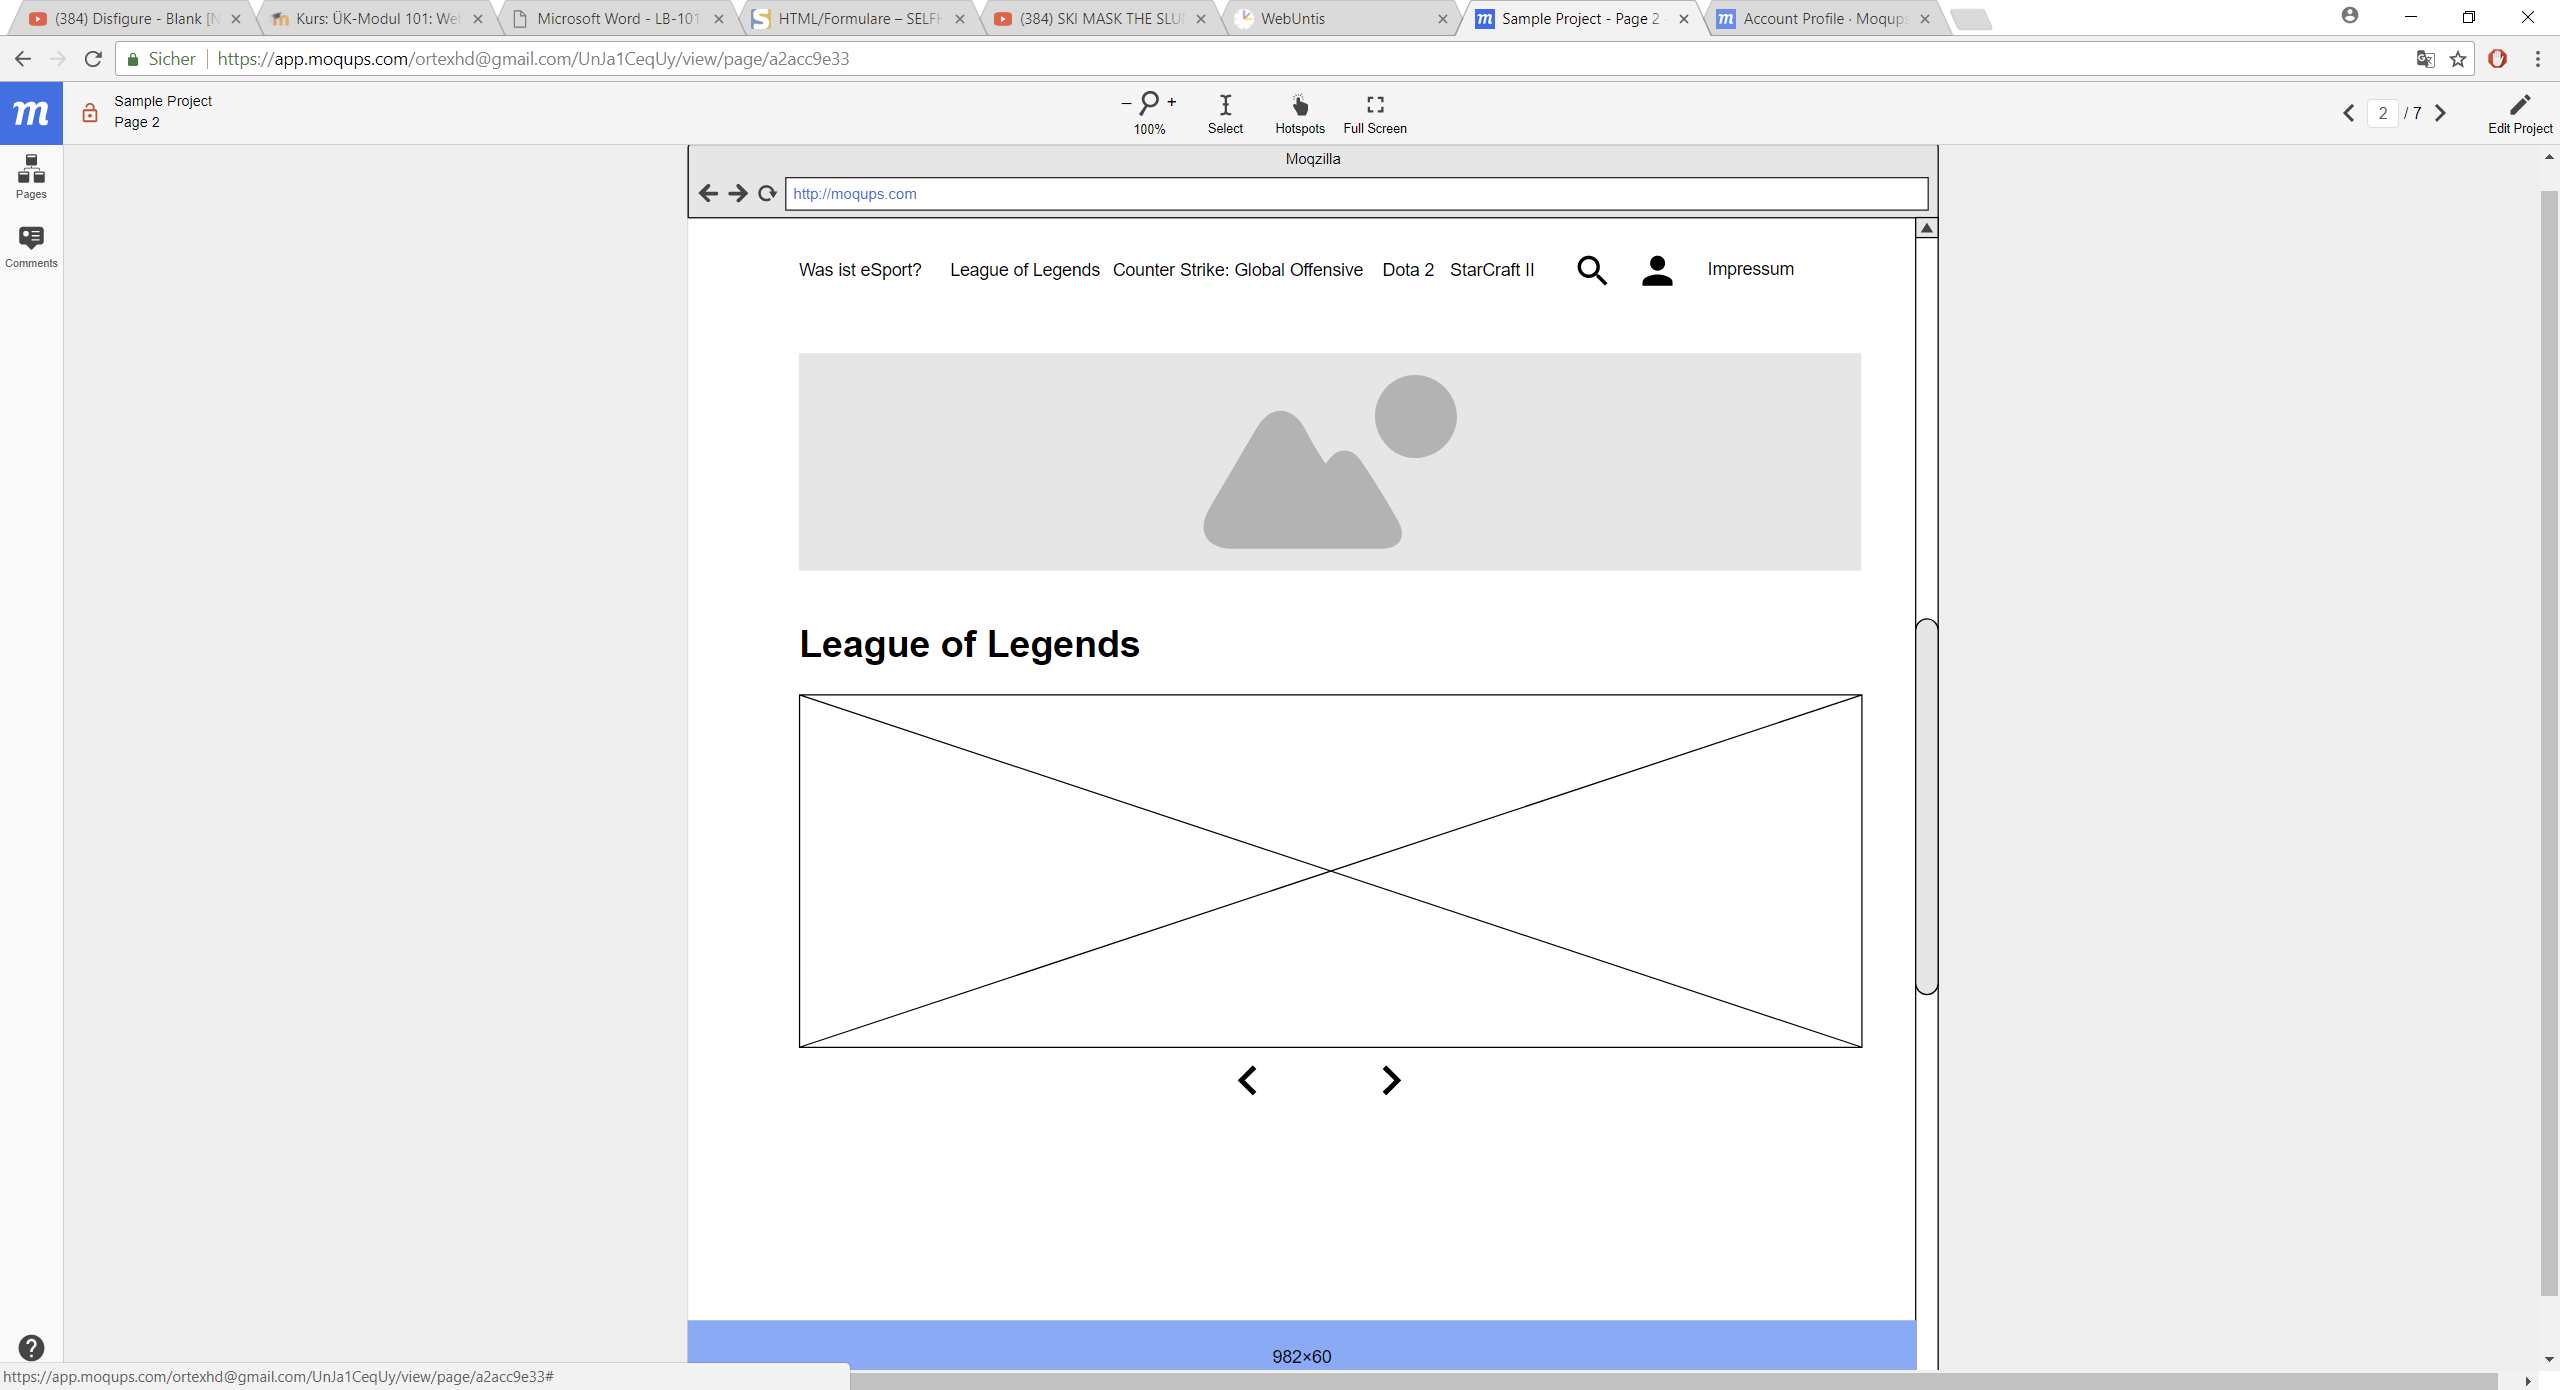 (384) Disfigure - Blank [N
Kurs: ÜK-Modul 101: We
Microsoft Word - LB-101
HTML/Formulare – SELFH
(384) SKI MASK THE SLU
WebUntis
Sample Project - Page 2
Account Profile · Moqups
Sicher
https://app.moqups.com/ortexhd@gmail.com/UnJa1CeqUy/view/page/a2acc9e33
m
Sample Project
Page 2
– +
100%
Select
Hotspots
Full Screen
2 / 7
Edit Project
Pages
Comments
Moqzilla
http://moqups.com
Was ist eSport? League of Legends Counter Strike: Global Offensive Dota 2 StarCraft II Impressum
League of Legends
982×60
?
https://app.moqups.com/ortexhd@gmail.com/UnJa1CeqUy/view/page/a2acc9e33#